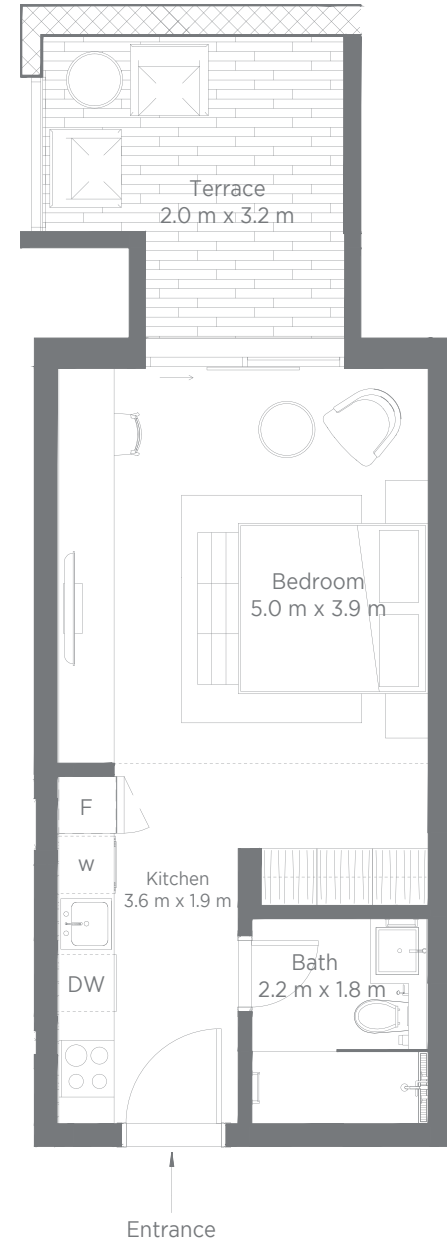 Terrace
2.0 m x 3.2 m
Bedroom
5.0 m x 3.9 m
F
w
Kitchen
3.6 m x 1.9 m
DW
Bath
2.2 m x 1.8 m
Entrance